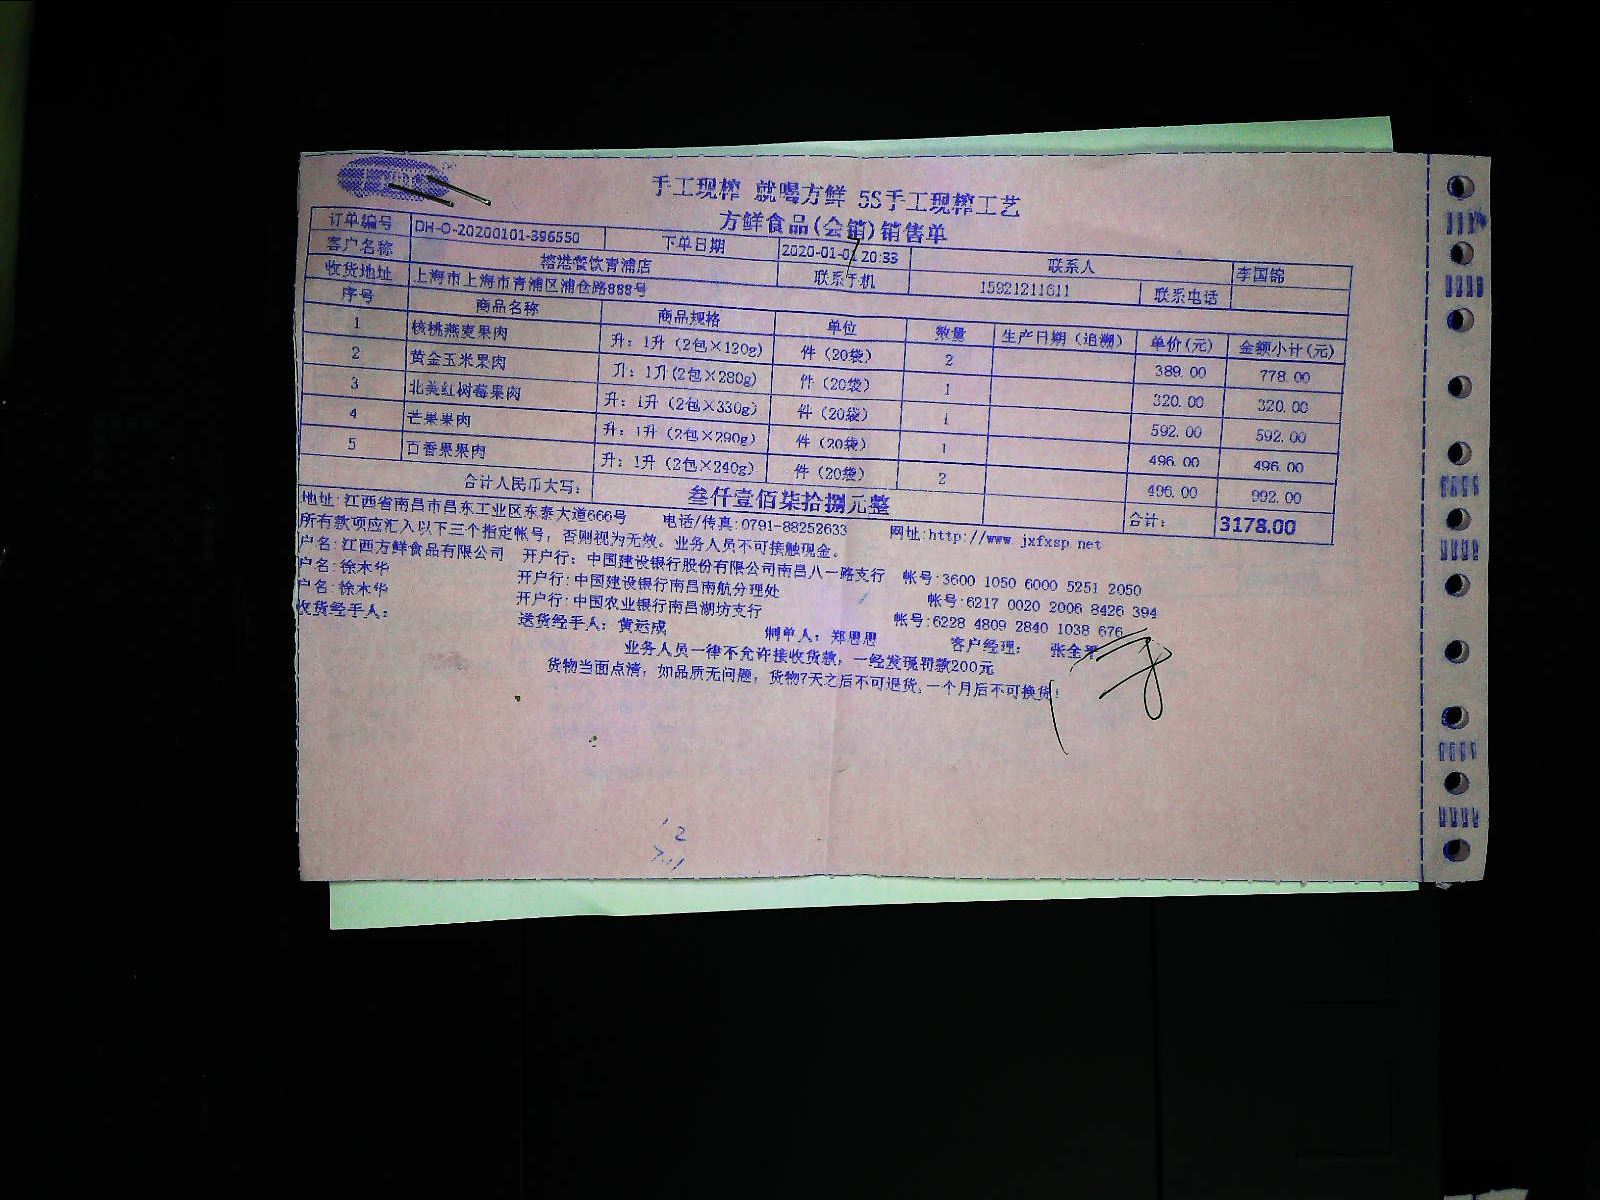 手工现榨 就喝方鲜 5S手工现榨工艺
方鲜食品(会销)销售单
订单编号 DH-O-20200101-396550 下单日期 2020-01-01 20:33 联系人 李国锦
客户名称 榕港餐饮青浦店 联系手机 15921211611 联系电话
收货地址 上海市上海市青浦区浦仓路888号
序号 商品名称 商品规格 单位 数量 生产日期（追溯） 单价(元) 金额小计(元)
1 核桃燕麦果肉 升：1升（2包×120g） 件（20袋） 2 389.00 778.00
2 黄金玉米果肉 升：1升(2包×280g) 件（20袋） 1 320.00 320.00
3 北美红树莓果肉 升：1升（2包×330g） 件（20袋） 1 592.00 592.00
4 芒果果肉 升：1升（2包×290g） 件（20袋） 1 496.00 496.00
5 百香果果肉 升：1升（2包×240g） 件（20袋） 2 496.00 992.00
合计人民币大写： 叁仟壹佰柒拾捌元整 合计： 3178.00
地址:江西省南昌市昌东工业区东泰大道666号 电话/传真:0791-88252633 网址:http://www.jxfxsp.net
所有款项应汇入以下三个指定帐号，否则视为无效。业务人员不可接触现金。
户名:江西方鲜食品有限公司 开户行：中国建设银行股份有限公司南昌八一路支行 帐号:3600 1050 6000 5251 2050
户名:徐木华 开户行:中国建设银行南昌南航分理处 帐号:6217 0020 2006 8426 394
户名:徐木华 开户行:中国农业银行南昌湖坊支行 帐号:6228 4809 2840 1038 676
收货经手人： 送货经手人：黄运成 制单人：郑思思 客户经理： 张全平
业务人员一律不允许接收货款，一经发现罚款200元
货物当面点清，如品质无问题，货物7天之后不可退货,一个月后不可换货!